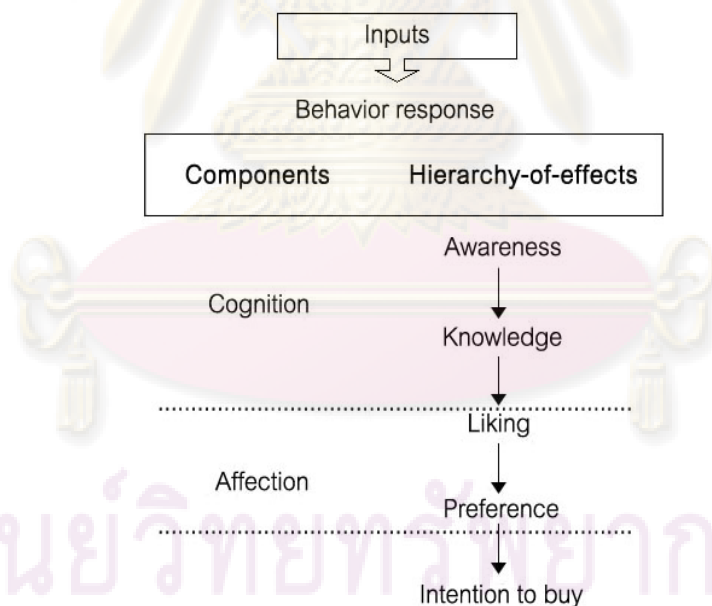 Inputs
Behavior response
Components Hierarchy-of-effects
Awareness
Cognition
Knowledge
Liking
Affection
Preference
Intention to buy